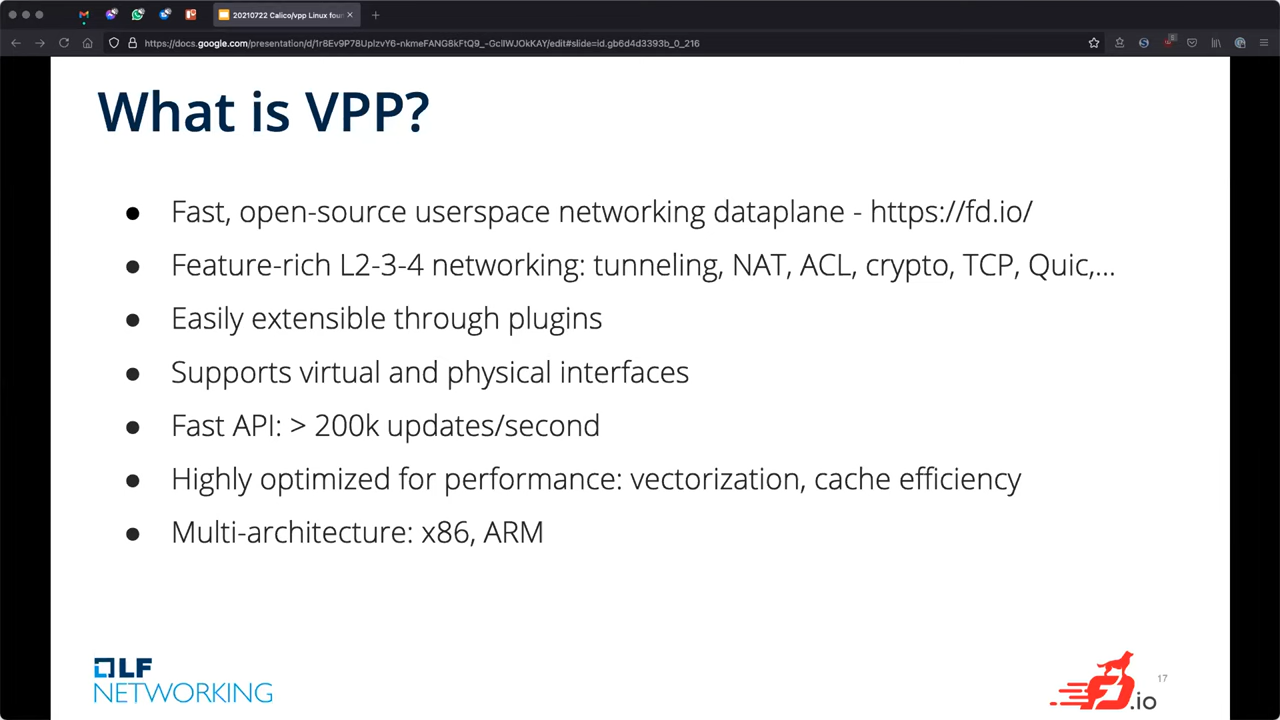 20210722 Calico/vpp Linux four
https://docs.google.com/presentation/d/1r8Ev9P78UplzvY6-nkmeFANG8kFtQ9_-GcIIWJOkKAY/edit#slide=id.gb6d4d3393b_0_216
What is VPP?
● Fast, open-source userspace networking dataplane - https://fd.io/
● Feature-rich L2-3-4 networking: tunneling, NAT, ACL, crypto, TCP, Quic,...
● Easily extensible through plugins
● Supports virtual and physical interfaces
● Fast API: > 200k updates/second
● Highly optimized for performance: vectorization, cache efficiency
● Multi-architecture: x86, ARM
LF
NETWORKING
FD.io
17